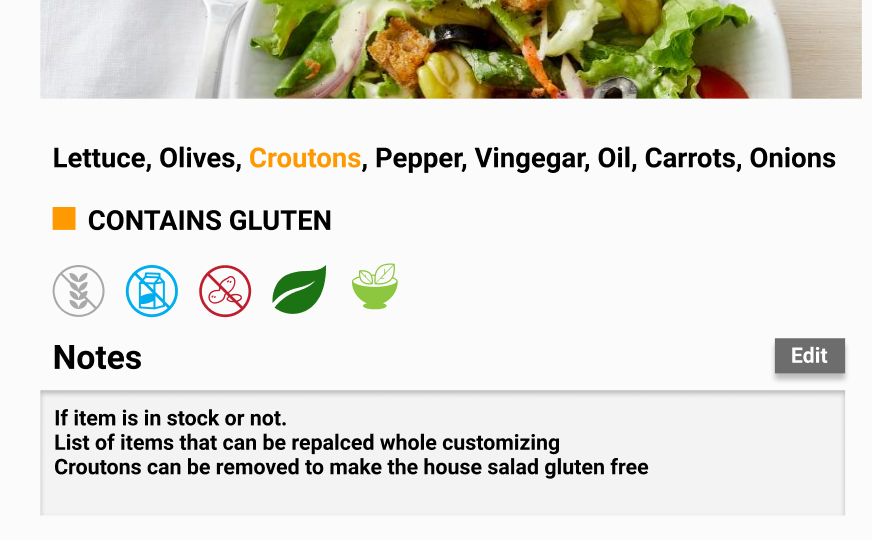 Lettuce, Olives, Croutons, Pepper, Vingegar, Oil, Carrots, Onions
CONTAINS GLUTEN
Notes
Edit
If item is in stock or not.
List of items that can be repalced whole customizing
Croutons can be removed to make the house salad gluten free